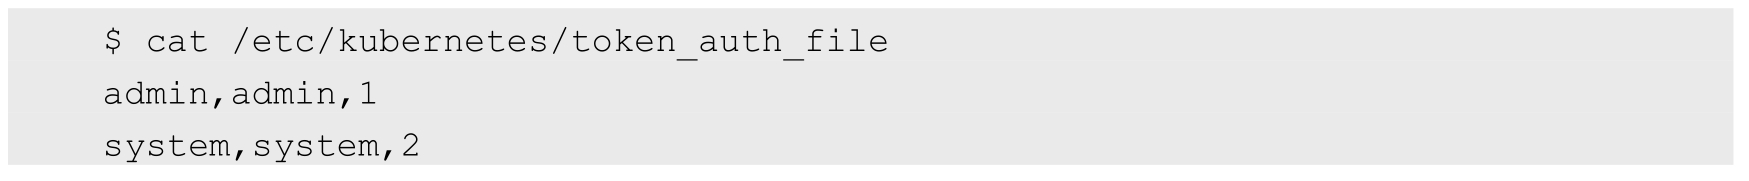 $ cat /etc/kubernetes/token_auth_file
admin,admin,1
system,system,2